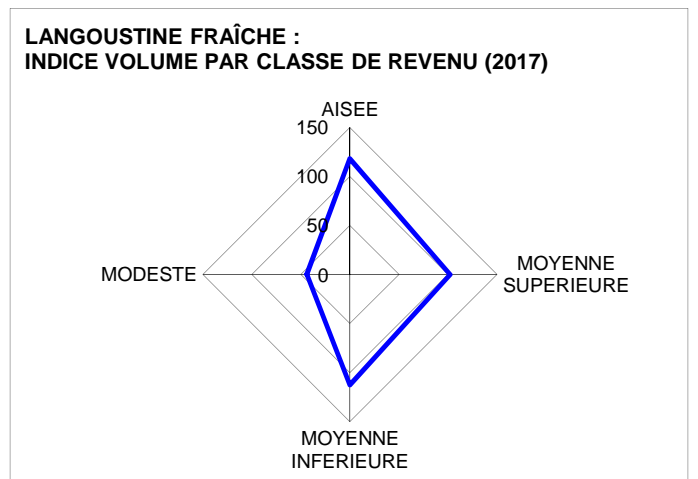 LANGOUSTINE FRAÎCHE :
INDICE VOLUME PAR CLASSE DE REVENU (2017)
AISEE
150
100
50
0
MODESTE
MOYENNE
SUPERIEURE
MOYENNE
INFERIEURE